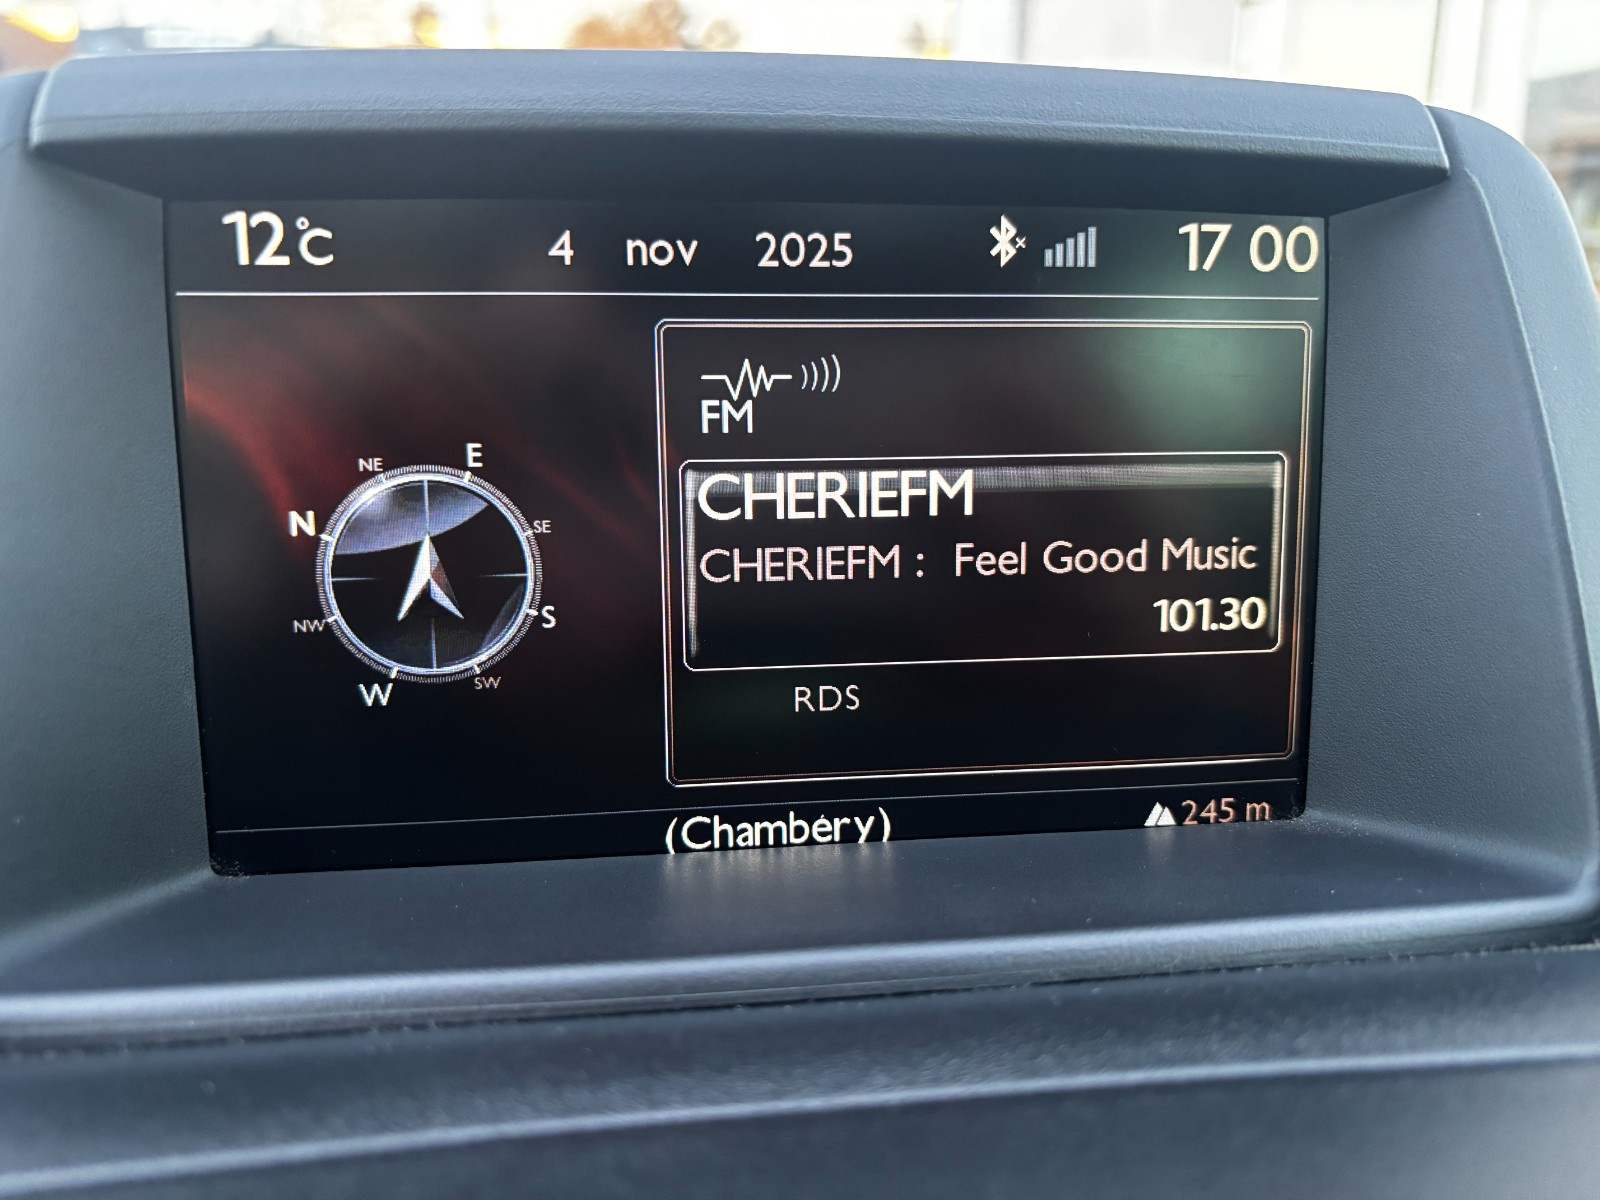 12°C 4 nov 2025 17 00
FM
CHERIEFM
CHERIEFM : Feel Good Music
101.30
RDS
NE E
N SE
NW S
W SW
(Chambéry) 245 m